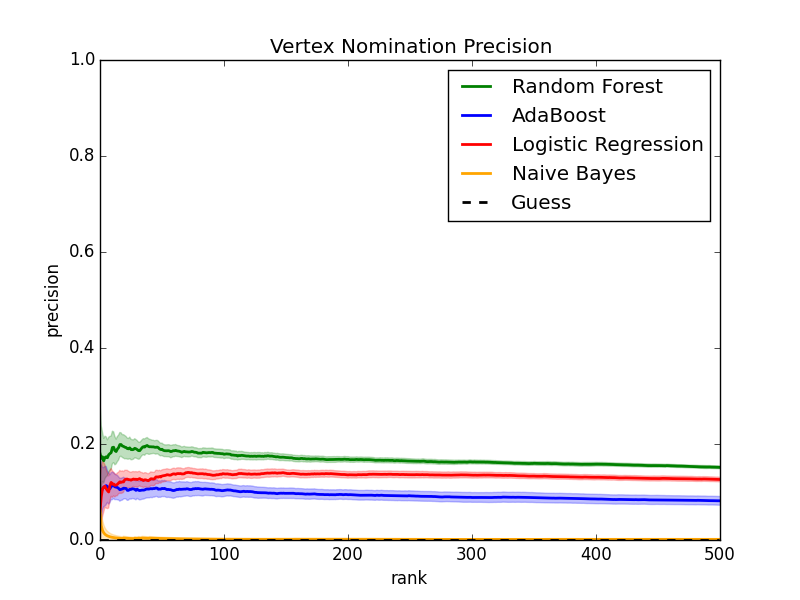 Vertex Nomination Precision
1.0
0.8
0.6
0.4
0.2
0.0
precision
0
100
200
300
400
500
rank
Random Forest
AdaBoost
Logistic Regression
Naive Bayes
Guess